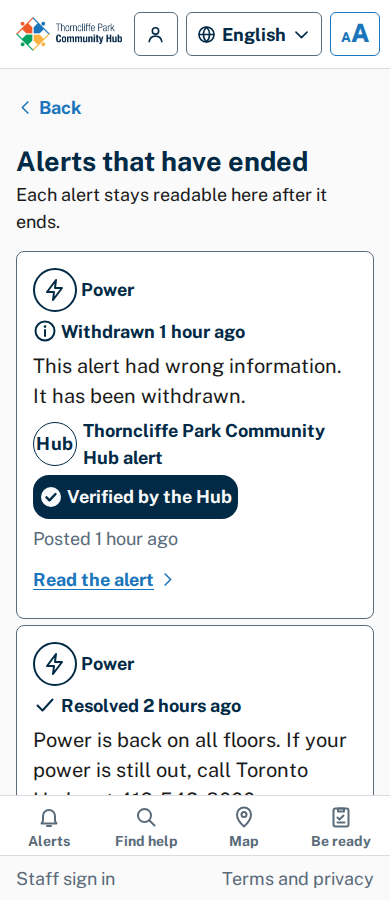 Thorncliffe Park
Community Hub
English
AA
Back
Alerts that have ended
Each alert stays readable here after it
ends.
Power
Withdrawn 1 hour ago
This alert had wrong information.
It has been withdrawn.
Hub
Thorncliffe Park Community
Hub alert
Verified by the Hub
Posted 1 hour ago
Read the alert
Power
Resolved 2 hours ago
Power is back on all floors. If your
power is still out, call Toronto
Alerts
Find help
Map
Be ready
Staff sign in
Terms and privacy